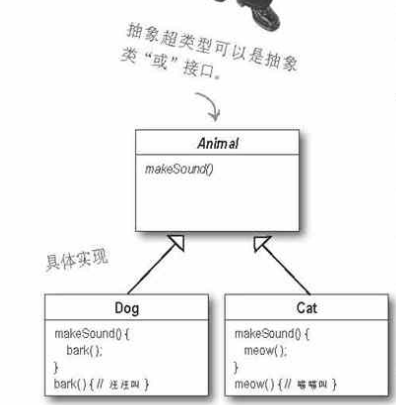 抽象超类型可以是抽象
类“或”接口。
Animal
makeSound()
具体实现
Dog
makeSound() {
bark();
}
bark() { // 汪汪叫 }
Cat
makeSound() {
meow();
}
meow() { // 喵喵叫 }